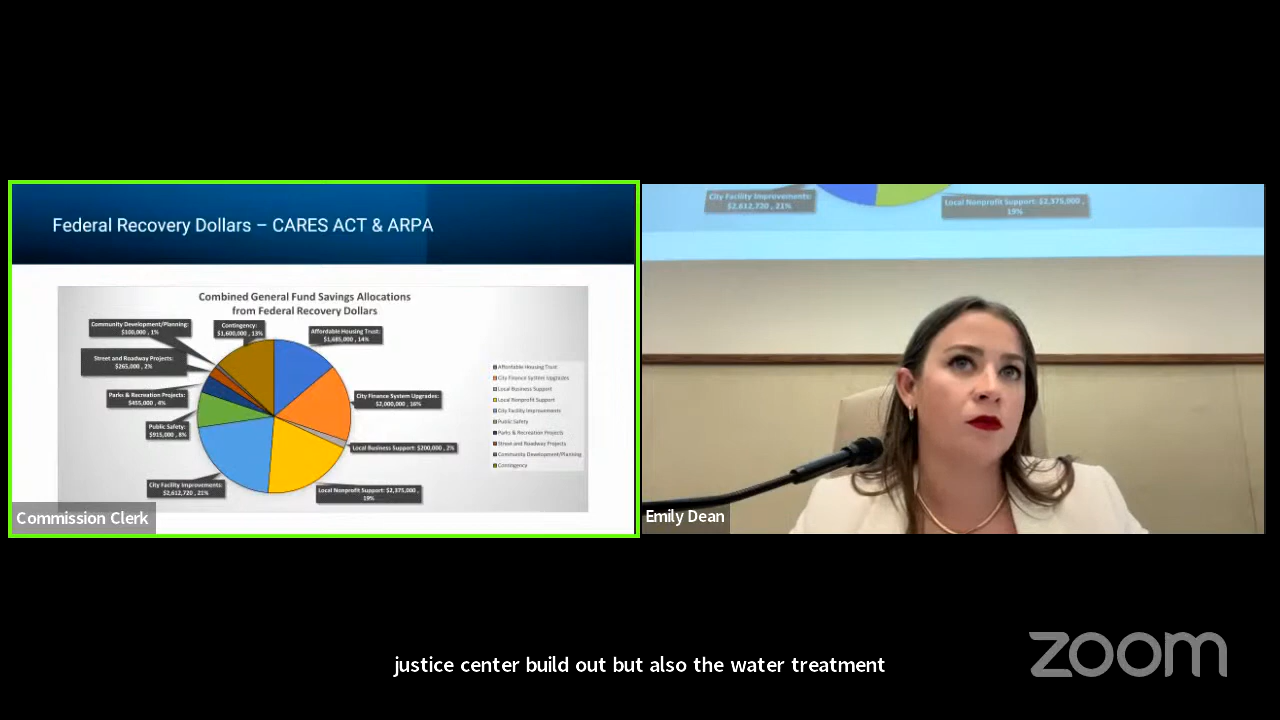 Federal Recovery Dollars – CARES ACT & ARPA
Combined General Fund Savings Allocations
from Federal Recovery Dollars
Community Development/Planning:
$100,000 , 1%
Contingency:
$1,600,000 , 13%
Affordable Housing Trust:
$1,685,000 , 14%
Street and Roadway Projects:
$265,000 , 2%
Parks & Recreation Projects:
$455,000 , 4%
City Finance System Upgrades:
$2,000,000 , 16%
Public Safety:
$915,000 , 8%
Local Business Support: $200,000 , 2%
City Facility Improvements:
$2,612,720 , 21%
Local Nonprofit Support: $2,375,000 ,
19%
Affordable Housing Trust
City Finance System Upgrades
Local Business Support
Local Nonprofit Support
City Facility Improvements
Public Safety
Parks & Recreation Projects
Street and Roadway Projects
Community Development/Planning
Contingency
Commission Clerk
City Facility Improvements:
$2,612,720 , 21%
Local Nonprofit Support: $2,375,000 ,
19%
Emily Dean
justice center build out but also the water treatment
zoom